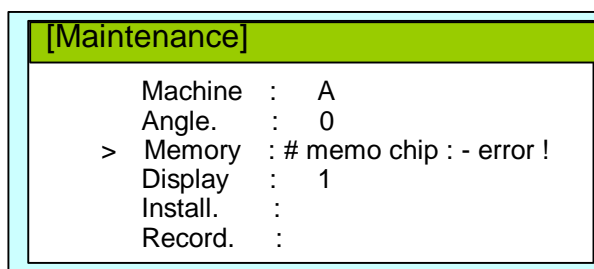 [Maintenance]
Machine : A
Angle. : 0
> Memory : # memo chip : - error !
Display : 1
Install. :
Record. :